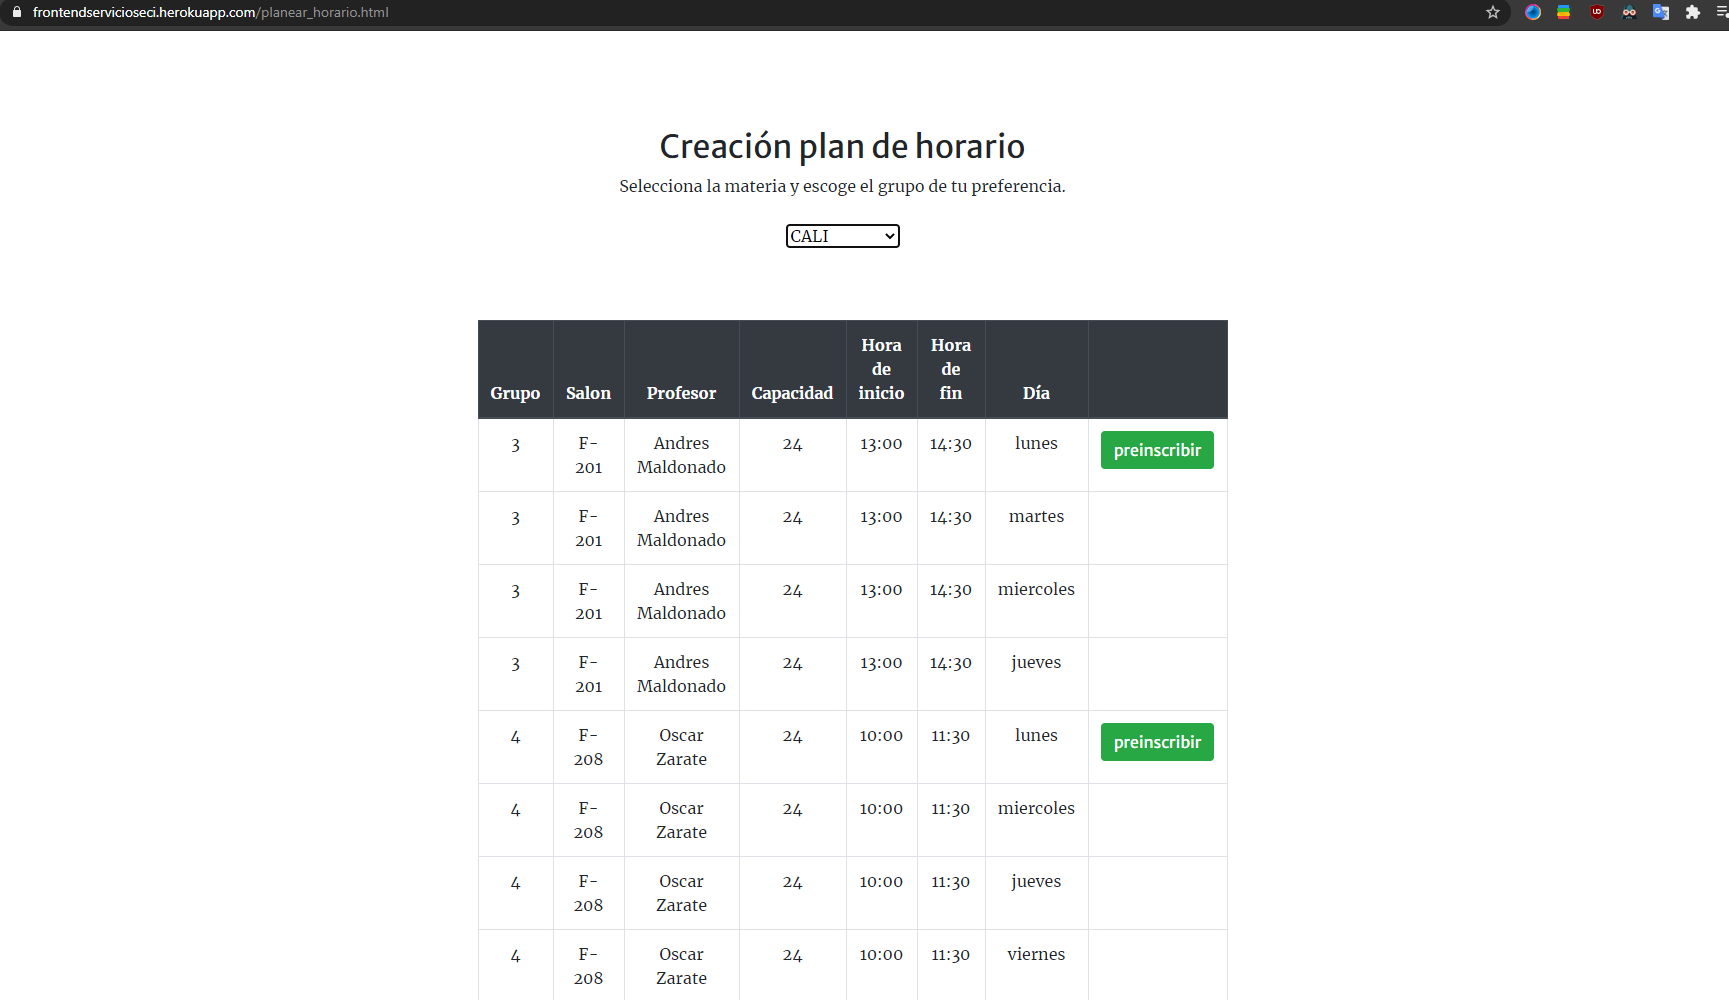 frontendservicioseci.herokuapp.com/planear_horario.html
Creación plan de horario
Selecciona la materia y escoge el grupo de tu preferencia.
CALI
Grupo Salon Profesor Capacidad Hora de inicio Hora de fin Día
3 F-201 Andres Maldonado 24 13:00 14:30 lunes preinscribir
3 F-201 Andres Maldonado 24 13:00 14:30 martes
3 F-201 Andres Maldonado 24 13:00 14:30 miercoles
3 F-201 Andres Maldonado 24 13:00 14:30 jueves
4 F-208 Oscar Zarate 24 10:00 11:30 lunes preinscribir
4 F-208 Oscar Zarate 24 10:00 11:30 miercoles
4 F-208 Oscar Zarate 24 10:00 11:30 jueves
4 F-208 Oscar Zarate 24 10:00 11:30 viernes